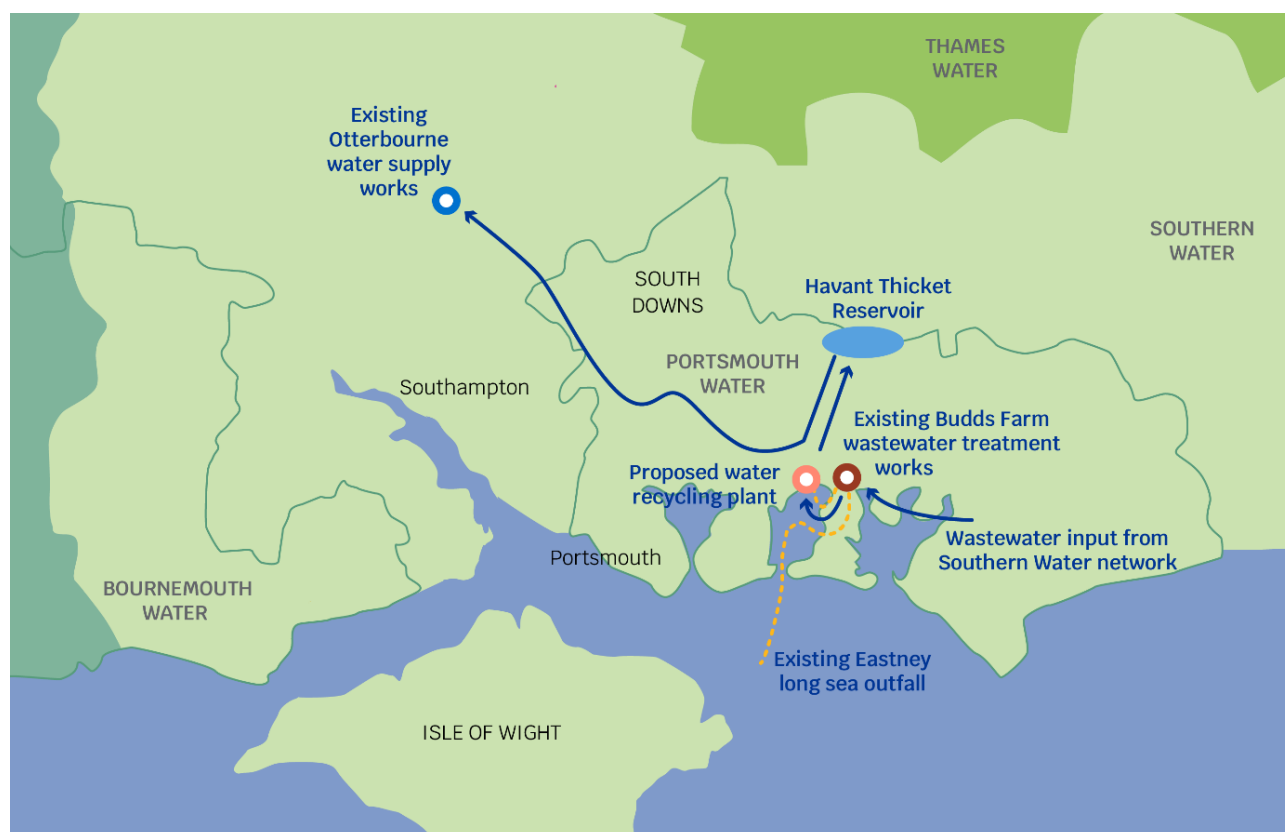 THAMES
WATER
Existing
Otterbourne
water supply
works
SOUTHERN
WATER
SOUTH
DOWNS
Havant Thicket
Reservoir
PORTSMOUTH
WATER
Southampton
Existing Budds Farm
wastewater treatment
works
Proposed water
recycling plant
Wastewater input from
Southern Water network
Portsmouth
BOURNEMOUTH
WATER
Existing Eastney
long sea outfall
ISLE OF WIGHT